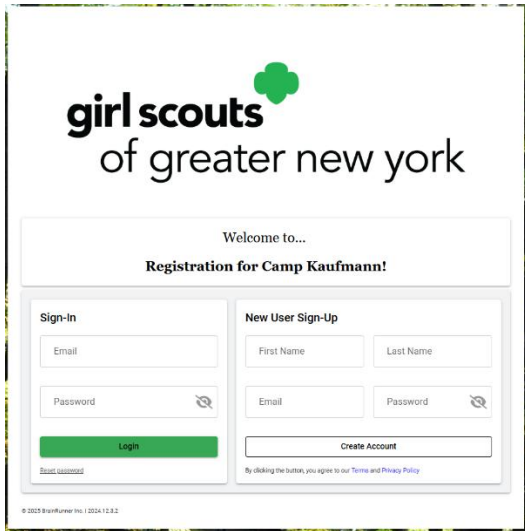 girl scouts
of greater new york
Welcome to...
Registration for Camp Kaufmann!
Sign-In
Email
Password
Login
Reset password
New User Sign-Up
First Name Last Name
Email Password
Create Account
By clicking the button, you agree to our Terms and Privacy Policy
© 2025 BrainRunner Inc. | 2024.12.8.2